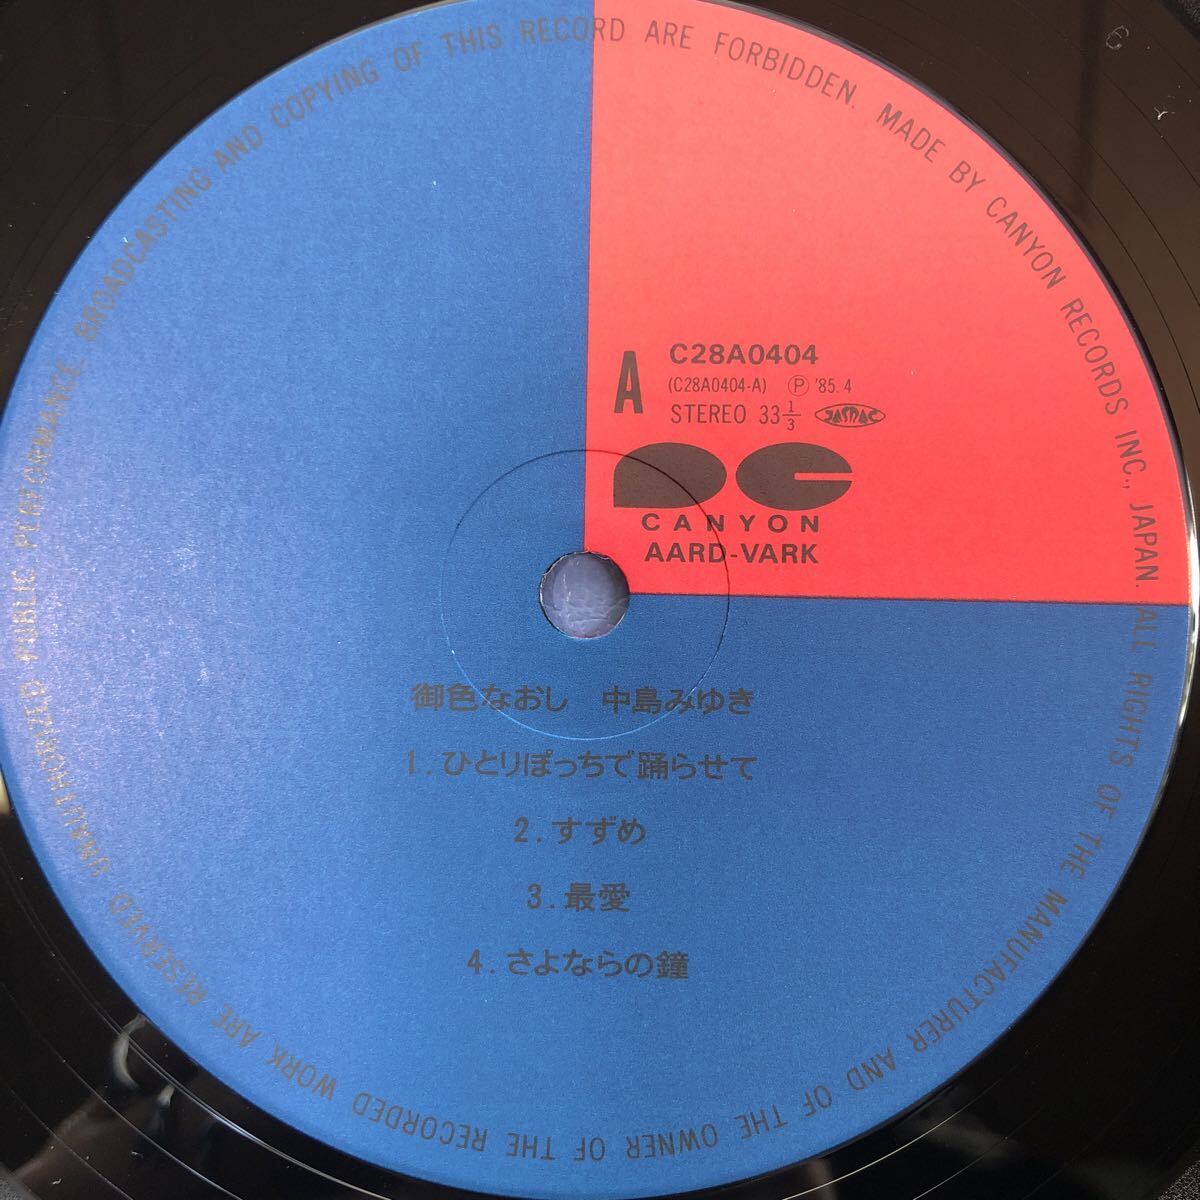 ALL RIGHTS OF THE MANUFACTURER AND OF THE OWNER OF THE RECORDED WORK ARE RESERVED UNAUTHORIZED PUBLIC PERFORMANCE. BROADCASTING AND COPYING OF THIS RECORD ARE FORBIDDEN. MADE BY CANYON RECORDS INC., JAPAN.
A
C28A0404
(C28A0404-A) Ⓟ '85.4
STEREO 33 1/3 JASRAC
CANYON
AARD-VARK
御色なおし 中島みゆき
1.ひとりぽっちで踊らせて
2.すずめ
3.最愛
4.さよならの鐘